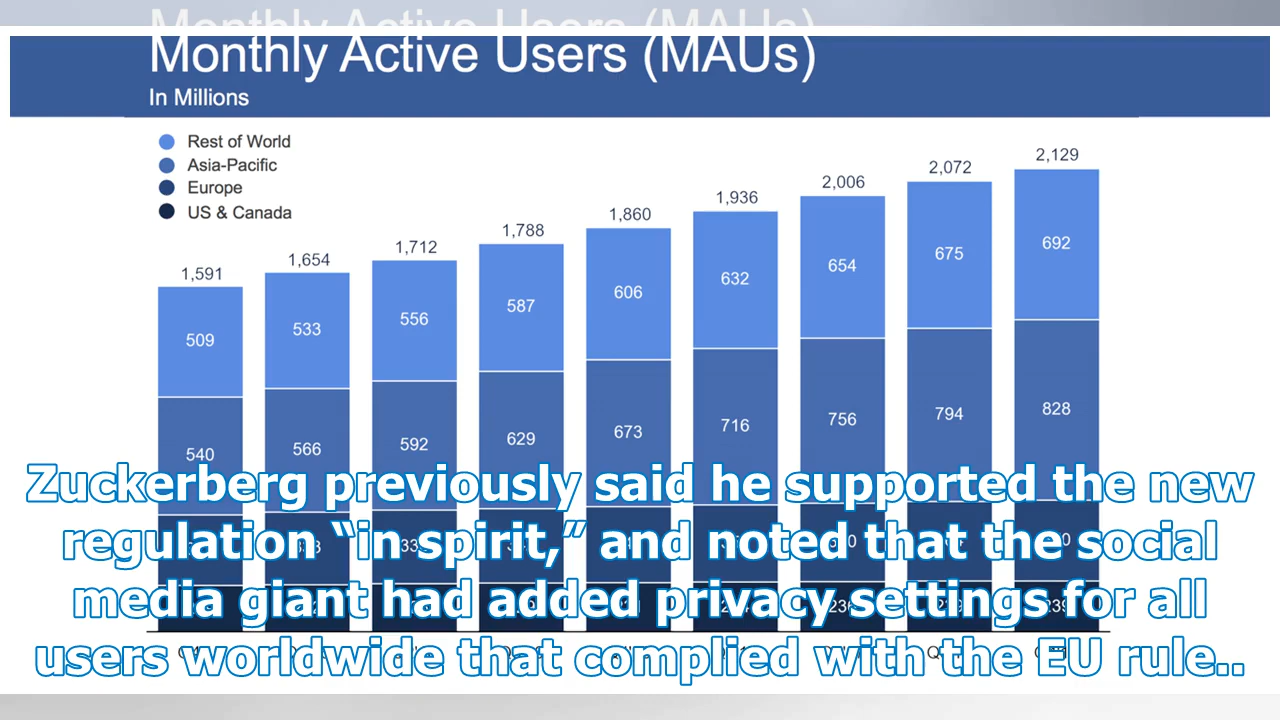 Monthly Active Users (MAUs)
Monthly Active Users (MAUs)
In Millions
Rest of World
Asia-Pacific
Europe
US & Canada
1,591 1,654 1,712 1,788 1,860 1,936 2,006 2,072 2,129
509 533 556 587 606 632 654 675 692
540 566 592 629 673 716 756 794 828
Zuckerberg previously said he supported the new
regulation “in spirit,” and noted that the social
media giant had added privacy settings for all
users worldwide that complied with the EU rule..